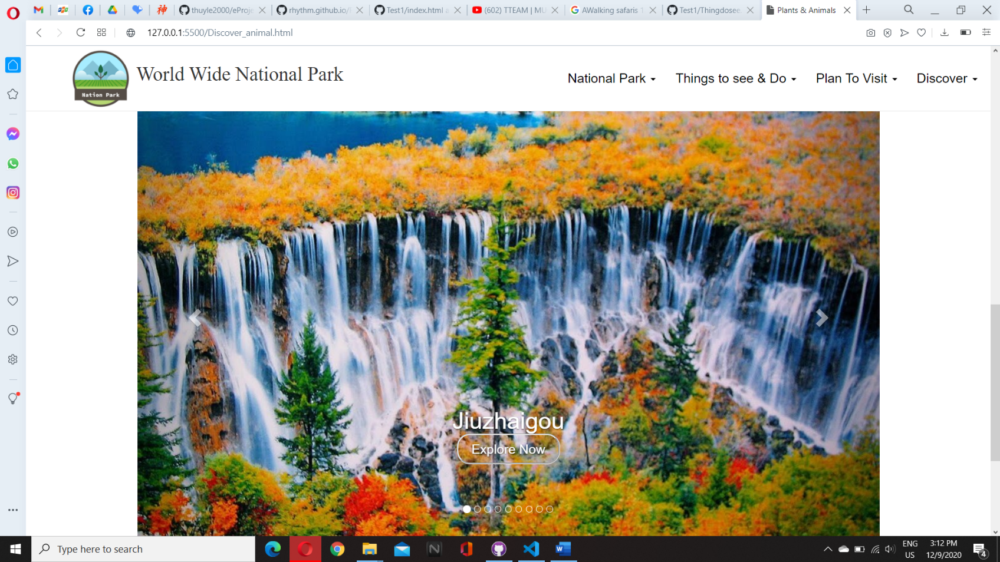 thuyle2000/eProje
rhythm.github.io/
Test1/index.html a
(602) TTEAM | MU
AWalking safaris 1
Test1/Thingdosee.
Plants & Animals
127.0.0.1:5500/Discover_animal.html
Nation Park
World Wide National Park
National Park
Things to see & Do
Plan To Visit
Discover
Jiuzhaigou
Explore Now
Type here to search
ENG
US
3:12 PM
12/9/2020
4
神